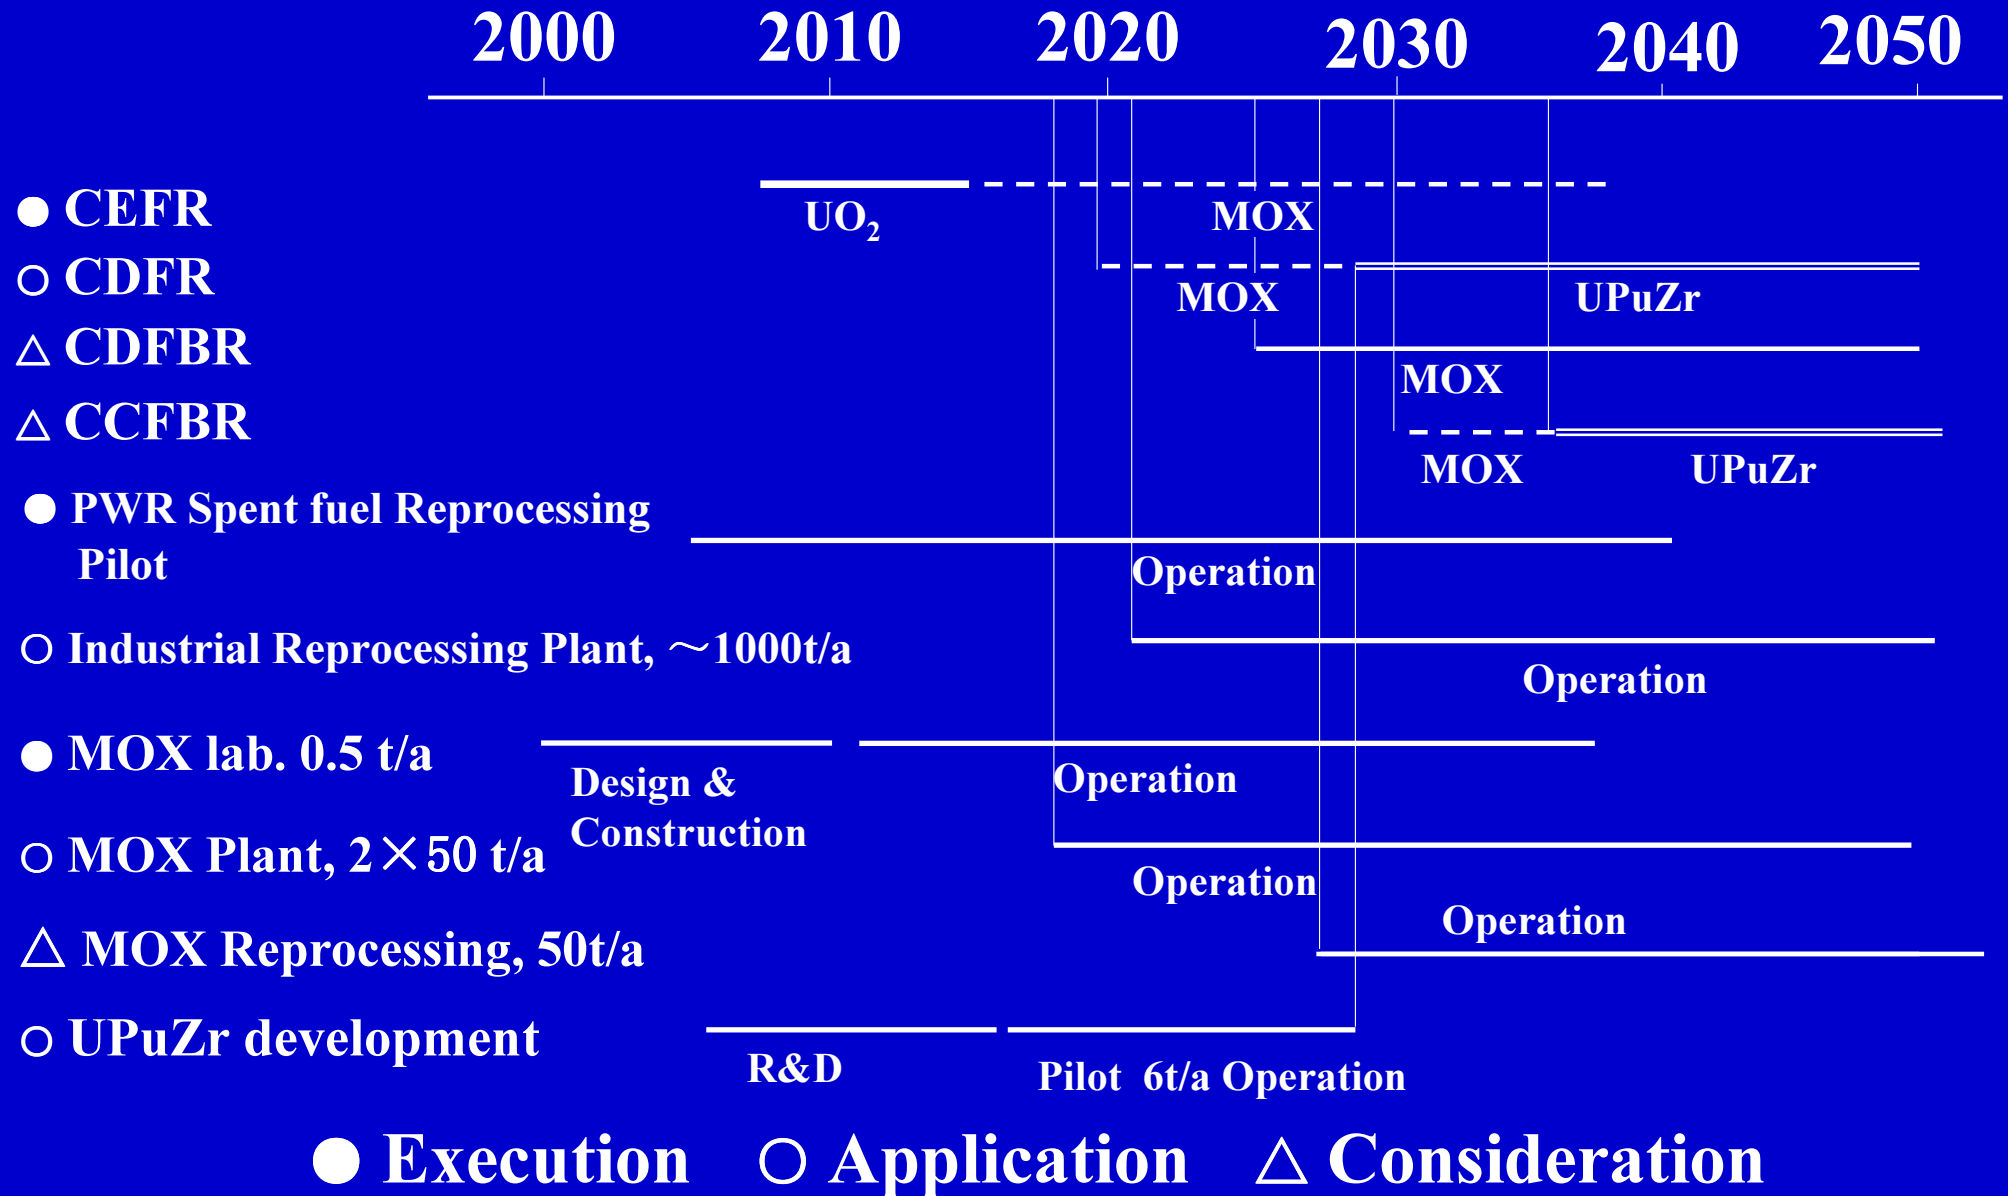 2000 2010 2020 2030 2040 2050
● CEFR
UO₂
MOX
○ CDFR
MOX
UPuZr
△ CDFBR
MOX
△ CCFBR
MOX
UPuZr
● PWR Spent fuel Reprocessing
Pilot
Operation
○ Industrial Reprocessing Plant, ～1000t/a
Operation
● MOX lab. 0.5 t/a
Design &
Construction
Operation
○ MOX Plant, 2×50 t/a
Operation
△ MOX Reprocessing, 50t/a
Operation
○ UPuZr development
R&D
Pilot 6t/a Operation
● Execution ○ Application △ Consideration